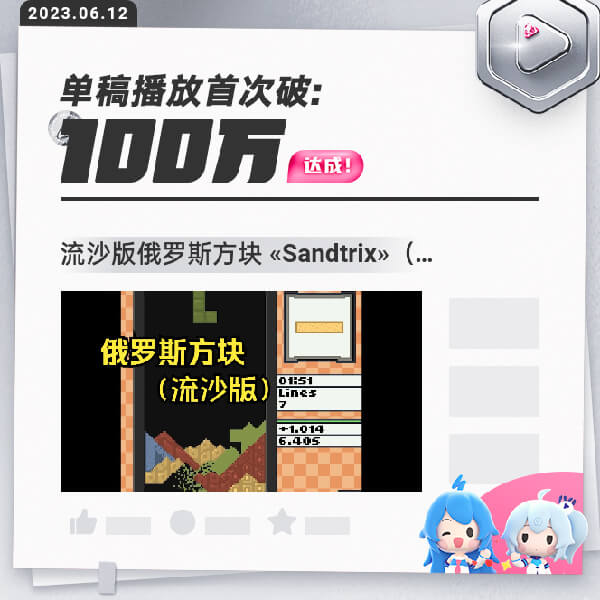 2023.06.12
单稿播放首次破:
100万
达成!
流沙版俄罗斯方块 «Sandtrix»（...
俄罗斯方块
（流沙版）
01:51
Lines
7
+1.014
6.405